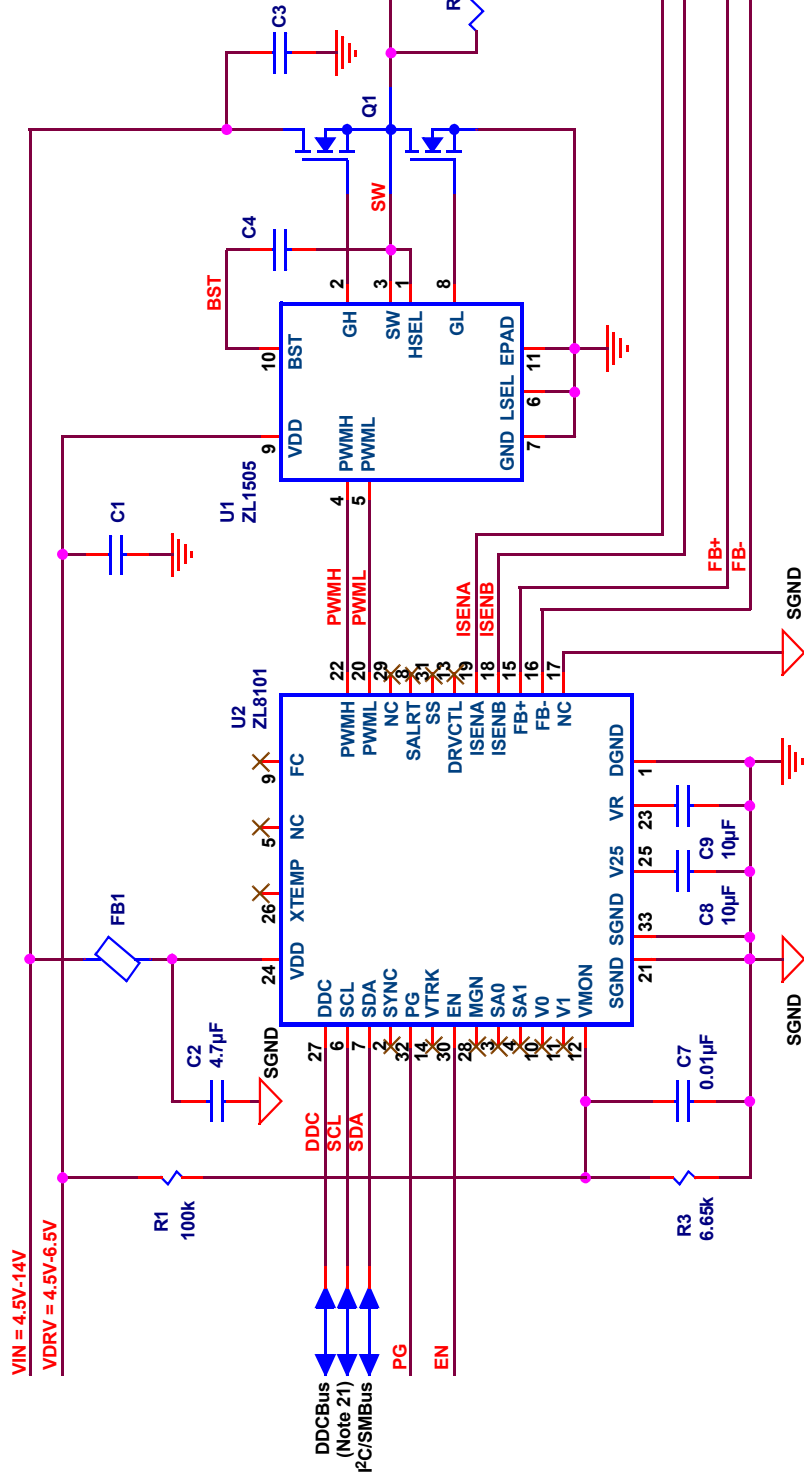 VIN = 4.5V-14V
VDRV = 4.5V-6.5V
R1
100k
C2
4.7µF
SGND
FB1
C1
C3
R
Q1
C4
BST
SW
U1
ZL1505
9
VDD
10
BST
2
GH
3
SW
1
HSEL
8
GL
4
PWMH
5
PWML
7
GND
6
LSEL
11
EPAD
PWMH
PWML
U2
ZL8101
24
VDD
26
XTEMP
5
NC
9
FC
22
PWMH
20
PWML
29
NC
8
SALRT
31
SS
13
DRVCTL
19
ISENA
18
ISENB
15
FB+
16
FB-
17
NC
ISENA
ISENB
FB+
FB-
SGND
27
DDC
6
SCL
7
SDA
2
SYNC
32
PG
14
VTRK
30
EN
28
MGN
3
SA0
4
SA1
10
V0
11
V1
12
VMON
21
SGND
33
SGND
25
V25
23
VR
1
DGND
DDC
SCL
SDA
DDCBus
(Note 21)
I²C/SMBus
PG
EN
R3
6.65k
C7
0.01µF
C8
10µF
C9
10µF
SGND